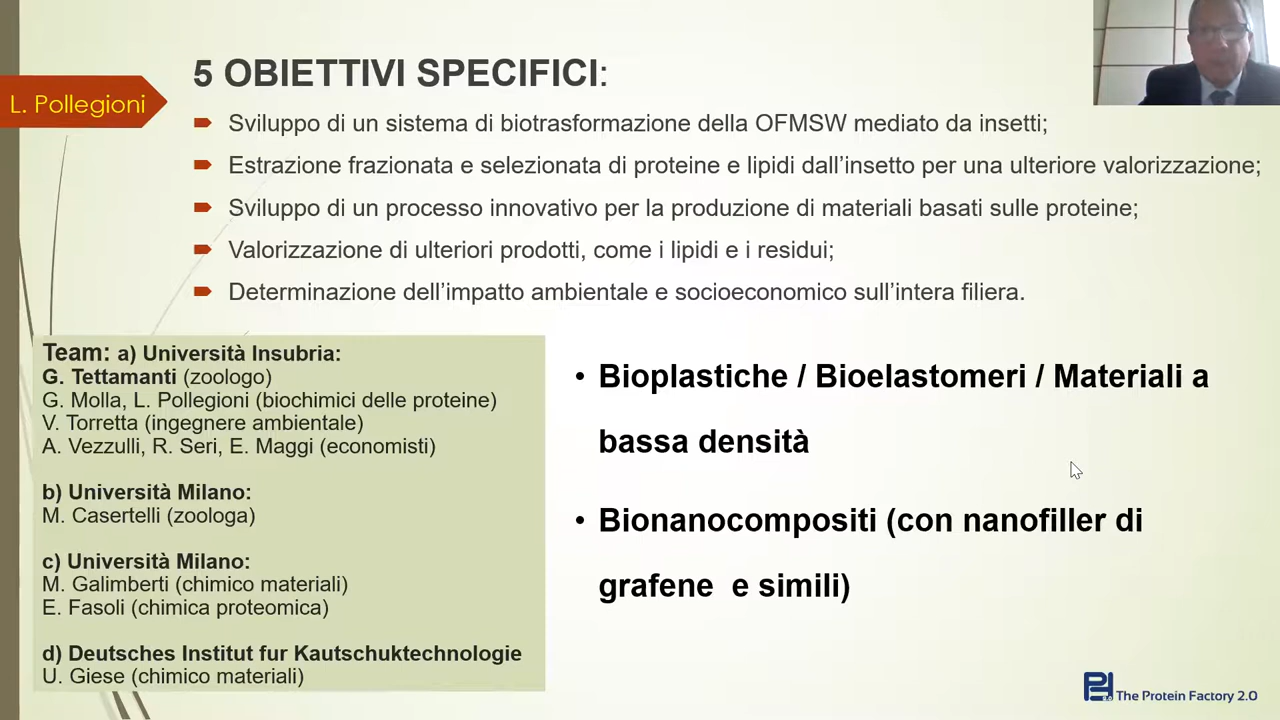 L. Pollegioni
5 OBIETTIVI SPECIFICI:
Sviluppo di un sistema di biotrasformazione della OFMSW mediato da insetti;
Estrazione frazionata e selezionata di proteine e lipidi dall'insetto per una ulteriore valorizzazione;
Sviluppo di un processo innovativo per la produzione di materiali basati sulle proteine;
Valorizzazione di ulteriori prodotti, come i lipidi e i residui;
Determinazione dell'impatto ambientale e socioeconomico sull'intera filiera.
Team: a) Università Insubria:
G. Tettamanti (zoologo)
G. Molla, L. Pollegioni (biochimici delle proteine)
V. Torretta (ingegnere ambientale)
A. Vezzulli, R. Seri, E. Maggi (economisti)
b) Università Milano:
M. Casertelli (zoologa)
c) Università Milano:
M. Galimberti (chimico materiali)
E. Fasoli (chimica proteomica)
d) Deutsches Institut fur Kautschuktechnologie
U. Giese (chimico materiali)
• Bioplastiche / Bioelastomeri / Materiali a
bassa densità
• Bionanocompositi (con nanofiller di
grafene e simili)
The Protein Factory 2.0